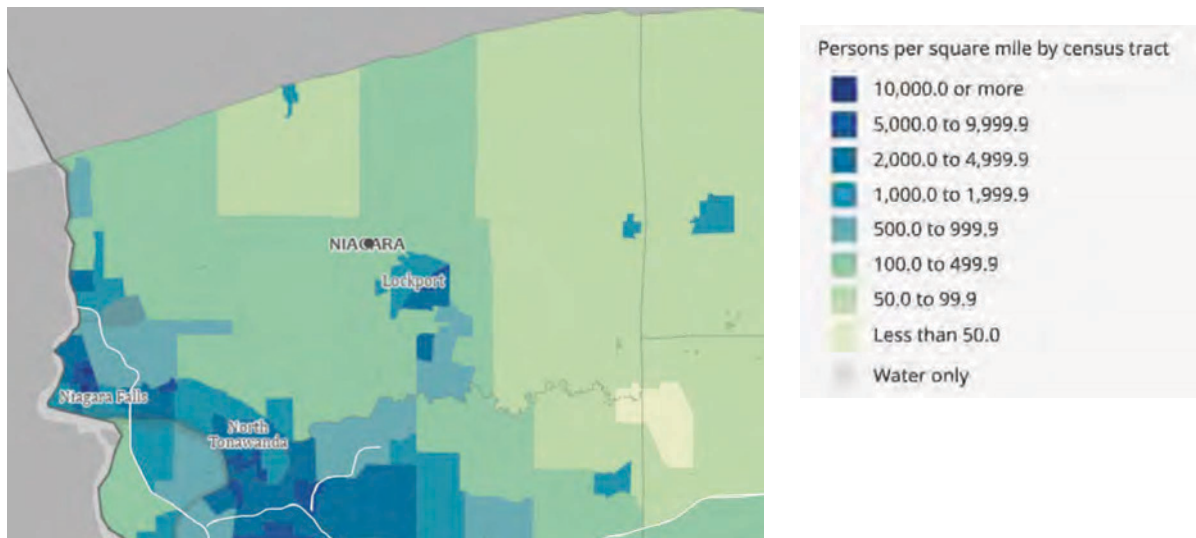 NIAGARA
Lockport
Niagara Falls
North
Tonawanda
Persons per square mile by census tract
10,000.0 or more
5,000.0 to 9,999.9
2,000.0 to 4,999.9
1,000.0 to 1,999.9
500.0 to 999.9
100.0 to 499.9
50.0 to 99.9
Less than 50.0
Water only